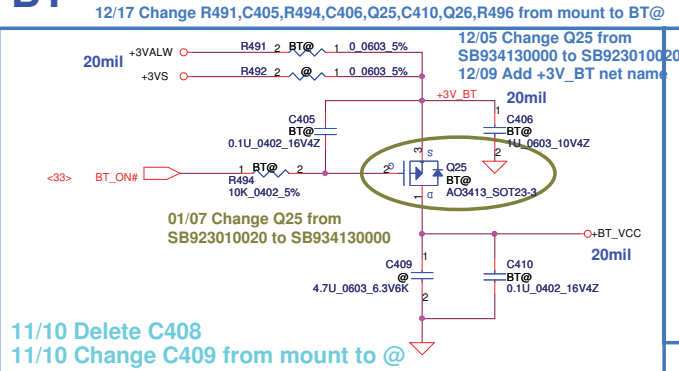 BT
12/17 Change R491,C405,R494,C406,Q25,C410,Q26,R496 from mount to BT@
12/05 Change Q25 from
SB934130000 to SB923010020
12/09 Add +3V_BT net name
20mil
+3VALW
R491 2 BT@ 1 0_0603_5%
+3VS
R492 2 @ 1 0_0603_5%
+3V_BT
20mil
C405
BT@
0.1U_0402_16V4Z
1
C406
BT@
1U_0603_10V4Z
2
<33> BT_ON#
1 BT@ 2
R494
10K_0402_5%
2
G
3
S
D
1
Q25
BT@
AO3413_SOT23-3
01/07 Change Q25 from
SB923010020 to SB934130000
+BT_VCC
20mil
C409
@
4.7U_0603_6.3V6K
1
2
C410
BT@
0.1U_0402_16V4Z
11/10 Delete C408
11/10 Change C409 from mount to @